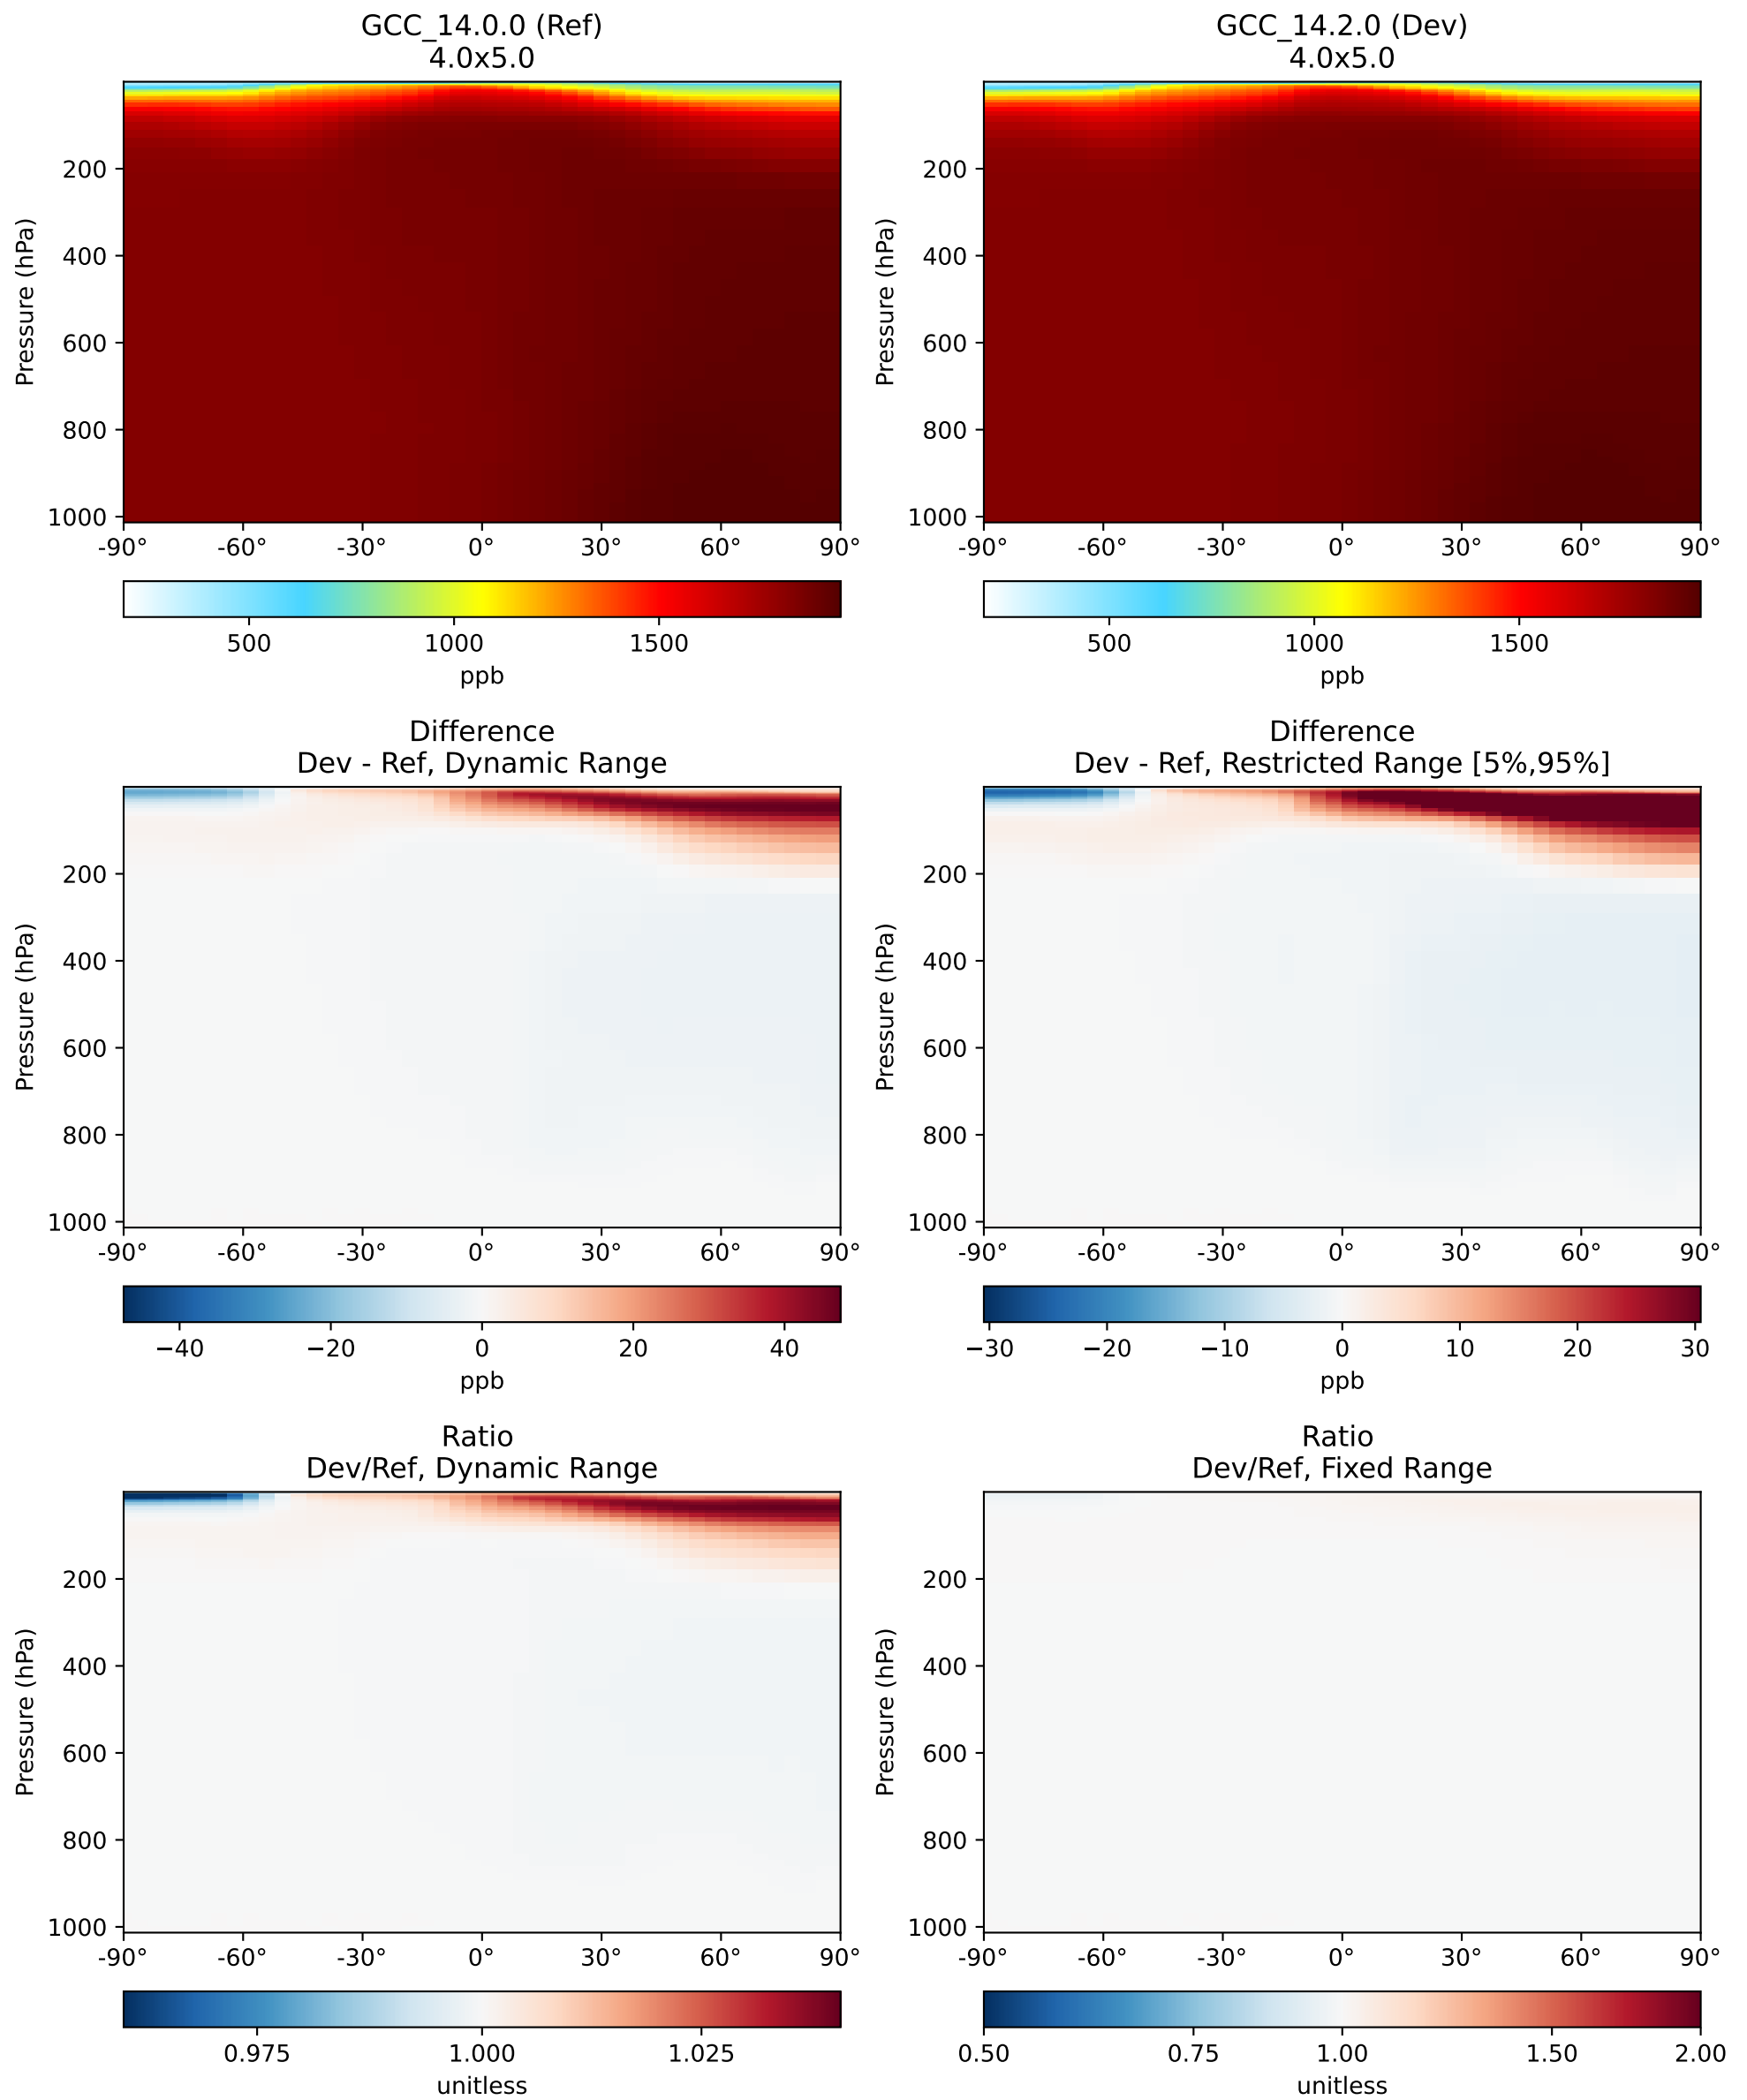 GCC_14.0.0 (Ref)
4.0x5.0
Pressure (hPa)
200
400
600
800
1000
-90° -60° -30° 0° 30° 60° 90°
500 1000 1500
ppb
GCC_14.2.0 (Dev)
4.0x5.0
Pressure (hPa)
200
400
600
800
1000
-90° -60° -30° 0° 30° 60° 90°
500 1000 1500
ppb
Difference
Dev - Ref, Dynamic Range
Pressure (hPa)
200
400
600
800
1000
-90° -60° -30° 0° 30° 60° 90°
−40 −20 0 20 40
ppb
Difference
Dev - Ref, Restricted Range [5%,95%]
Pressure (hPa)
200
400
600
800
1000
-90° -60° -30° 0° 30° 60° 90°
−30 −20 −10 0 10 20 30
ppb
Ratio
Dev/Ref, Dynamic Range
Pressure (hPa)
200
400
600
800
1000
-90° -60° -30° 0° 30° 60° 90°
0.975 1.000 1.025
unitless
Ratio
Dev/Ref, Fixed Range
Pressure (hPa)
200
400
600
800
1000
-90° -60° -30° 0° 30° 60° 90°
0.50 0.75 1.00 1.50 2.00
unitless